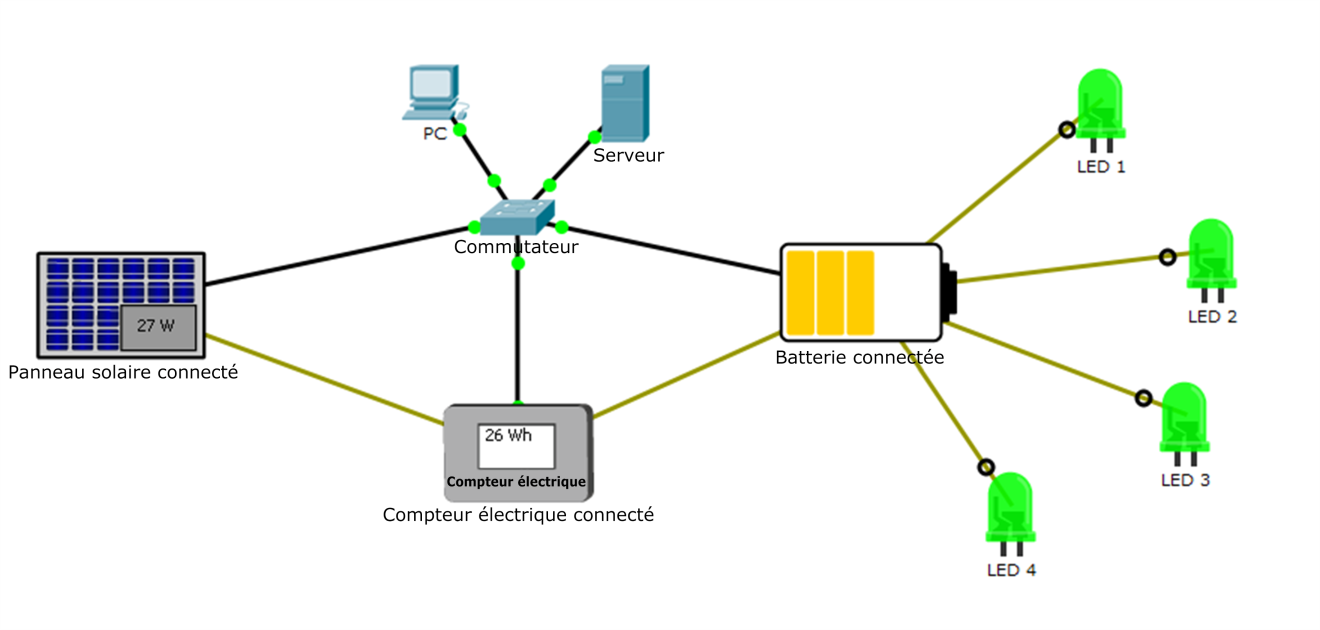 PC
Serveur
Commutateur
27 W
Panneau solaire connecté
26 Wh
Compteur électrique
Compteur électrique connecté
Batterie connectée
LED 1
LED 2
LED 3
LED 4